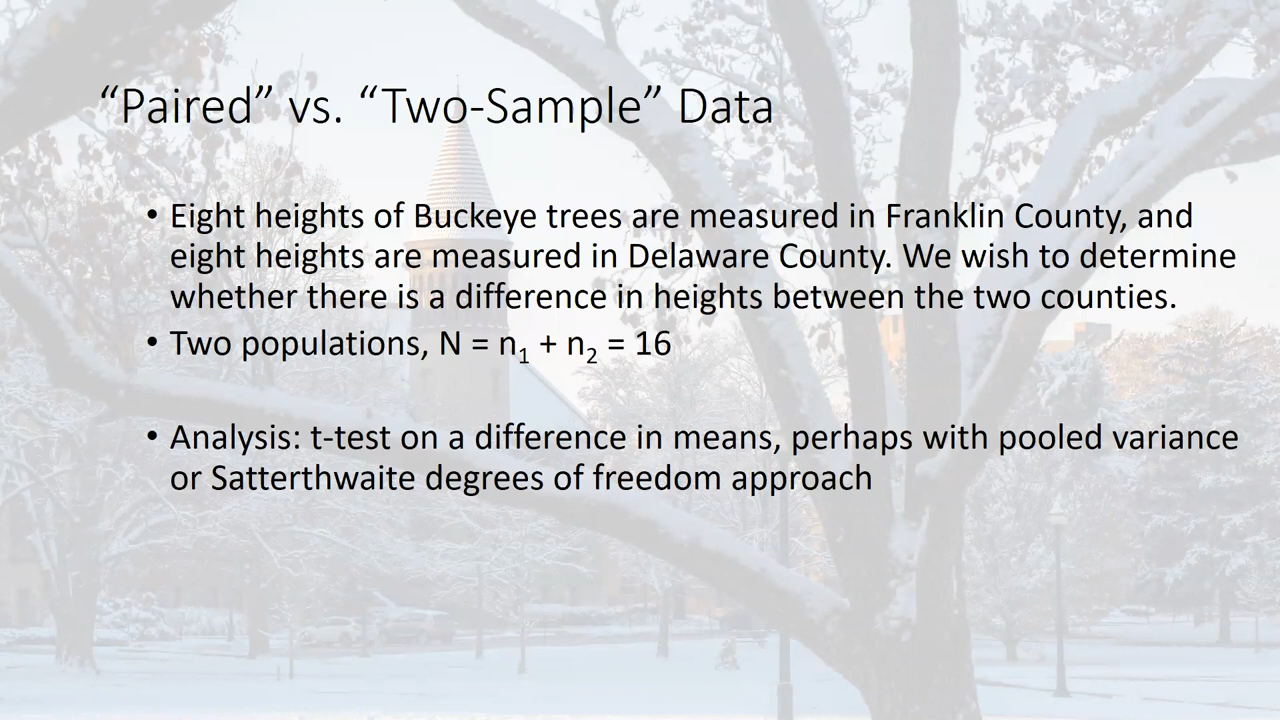 “Paired” vs. “Two-Sample” Data
• Eight heights of Buckeye trees are measured in Franklin County, and
eight heights are measured in Delaware County. We wish to determine
whether there is a difference in heights between the two counties.
• Two populations, N = n₁ + n₂ = 16
• Analysis: t-test on a difference in means, perhaps with pooled variance
or Satterthwaite degrees of freedom approach